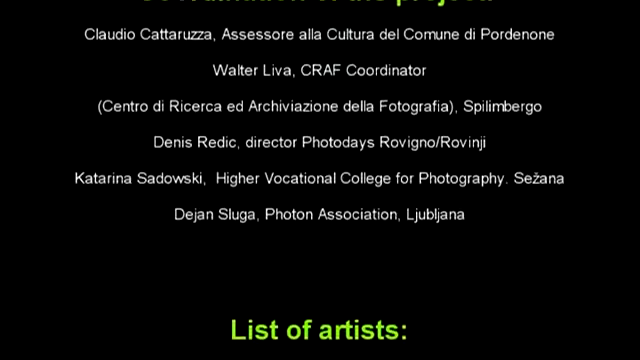 Claudio Cattaruzza, Assessore alla Cultura del Comune di Pordenone
Walter Liva, CRAF Coordinator
(Centro di Ricerca ed Archiviazione della Fotografia), Spilimbergo
Denis Redic, director Photodays Rovigno/Rovinji
Katarina Sadowski, Higher Vocational College for Photography. Sežana
Dejan Sluga, Photon Association, Ljubljana
List of artists: